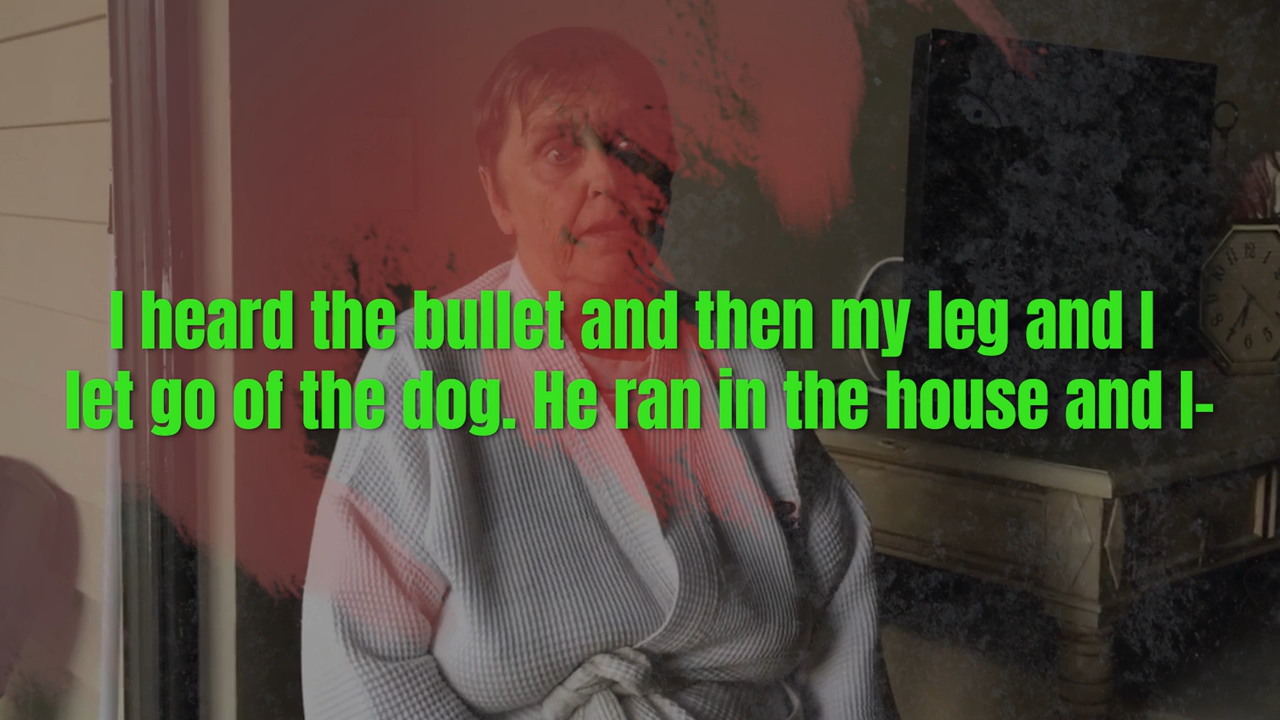 I heard the bullet and then my leg and I
let go of the dog. He ran in the house and I-